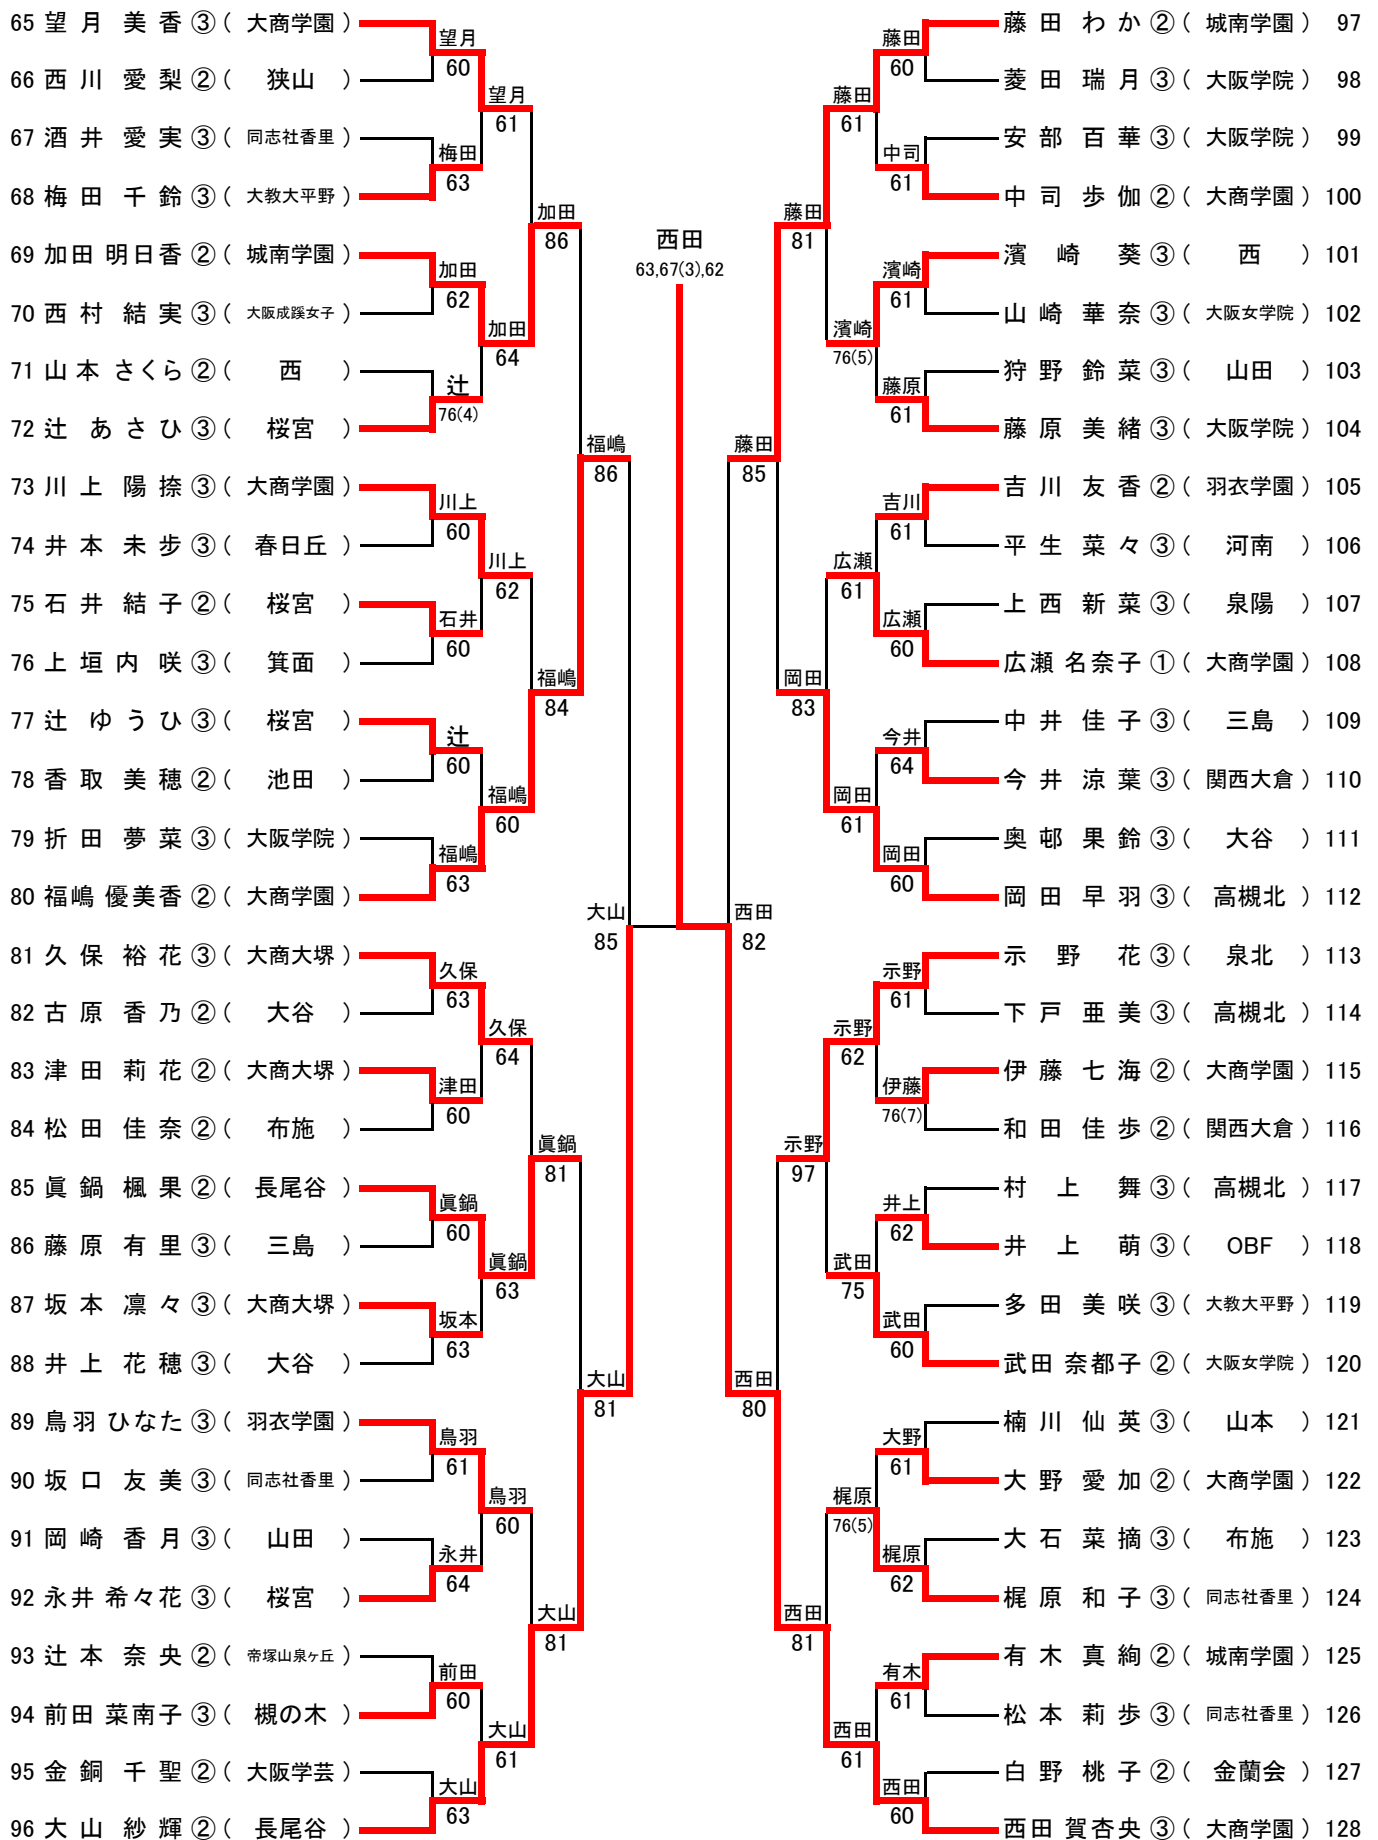 65 望月 美香 ③ ( 大商学園 )
66 西川 愛梨 ② ( 狭山 )
67 酒井 愛実 ③ ( 同志社香里 )
68 梅田 千鈴 ③ ( 大教大平野 )
69 加田 明日香 ② ( 城南学園 )
70 西村 結実 ③ ( 大阪成蹊女子 )
71 山本 さくら ② ( 西 )
72 辻 あさひ ③ ( 桜宮 )
73 川上 陽捺 ③ ( 大商学園 )
74 井本 未歩 ③ ( 春日丘 )
75 石井 結子 ② ( 桜宮 )
76 上垣内 咲 ③ ( 箕面 )
77 辻 ゆうひ ③ ( 桜宮 )
78 香取 美穂 ② ( 池田 )
79 折田 夢菜 ③ ( 大阪学院 )
80 福嶋 優美香 ② ( 大商学園 )
81 久保 裕花 ③ ( 大商大堺 )
82 古原 香乃 ② ( 大谷 )
83 津田 莉花 ② ( 大商大堺 )
84 松田 佳奈 ② ( 布施 )
85 眞鍋 楓果 ② ( 長尾谷 )
86 藤原 有里 ③ ( 三島 )
87 坂本 凛々 ③ ( 大商大堺 )
88 井上 花穂 ③ ( 大谷 )
89 鳥羽 ひなた ③ ( 羽衣学園 )
90 坂口 友美 ③ ( 同志社香里 )
91 岡崎 香月 ③ ( 山田 )
92 永井 希々花 ③ ( 桜宮 )
93 辻本 奈央 ② ( 帝塚山泉ヶ丘 )
94 前田 菜南子 ③ ( 槻の木 )
95 金銅 千聖 ② ( 大阪学芸 )
96 大山 紗輝 ② ( 長尾谷 )
望月
60
梅田
63
加田
62
辻
76(4)
川上
60
石井
60
辻
60
福嶋
63
久保
63
津田
60
眞鍋
60
坂本
63
鳥羽
61
永井
64
前田
60
大山
63
望月
61
加田
64
川上
62
福嶋
60
久保
64
眞鍋
63
鳥羽
60
大山
61
加田
86
福嶋
84
眞鍋
81
大山
81
福嶋
86
大山
81
大山
85
西田
63,67(3),62
西田
82
藤田
85
西田
80
藤田
81
岡田
83
示野
97
西田
81
藤田
61
濱崎
76(5)
広瀬
61
岡田
61
示野
62
武田
75
梶原
76(5)
西田
61
藤田
60
中司
61
濱崎
61
藤原
61
吉川
61
広瀬
60
今井
64
岡田
60
示野
61
伊藤
76(7)
井上
62
武田
60
大野
61
梶原
62
有木
61
西田
60
藤田 わか ② ( 城南学園 ) 97
菱田 瑞月 ③ ( 大阪学院 ) 98
安部 百華 ③ ( 大阪学院 ) 99
中司 歩伽 ② ( 大商学園 ) 100
濱崎 葵 ③ ( 西 ) 101
山崎 華奈 ③ ( 大阪女学院 ) 102
狩野 鈴菜 ③ ( 山田 ) 103
藤原 美緒 ③ ( 大阪学院 ) 104
吉川 友香 ② ( 羽衣学園 ) 105
平生 菜々 ③ ( 河南 ) 106
上西 新菜 ③ ( 泉陽 ) 107
広瀬 名奈子 ① ( 大商学園 ) 108
中井 佳子 ③ ( 三島 ) 109
今井 涼葉 ③ ( 関西大倉 ) 110
奥邨 果鈴 ③ ( 大谷 ) 111
岡田 早羽 ③ ( 高槻北 ) 112
示野 花 ③ ( 泉北 ) 113
下戸 亜美 ③ ( 高槻北 ) 114
伊藤 七海 ② ( 大商学園 ) 115
和田 佳歩 ② ( 関西大倉 ) 116
村上 舞 ③ ( 高槻北 ) 117
井上 萌 ③ ( OBF ) 118
多田 美咲 ③ ( 大教大平野 ) 119
武田 奈都子 ② ( 大阪女学院 ) 120
楠川 仙英 ③ ( 山本 ) 121
大野 愛加 ② ( 大商学園 ) 122
大石 菜摘 ③ ( 布施 ) 123
梶原 和子 ③ ( 同志社香里 ) 124
有木 真絢 ② ( 城南学園 ) 125
松本 莉歩 ③ ( 同志社香里 ) 126
白野 桃子 ② ( 金蘭会 ) 127
西田 賀杏央 ③ ( 大商学園 ) 128